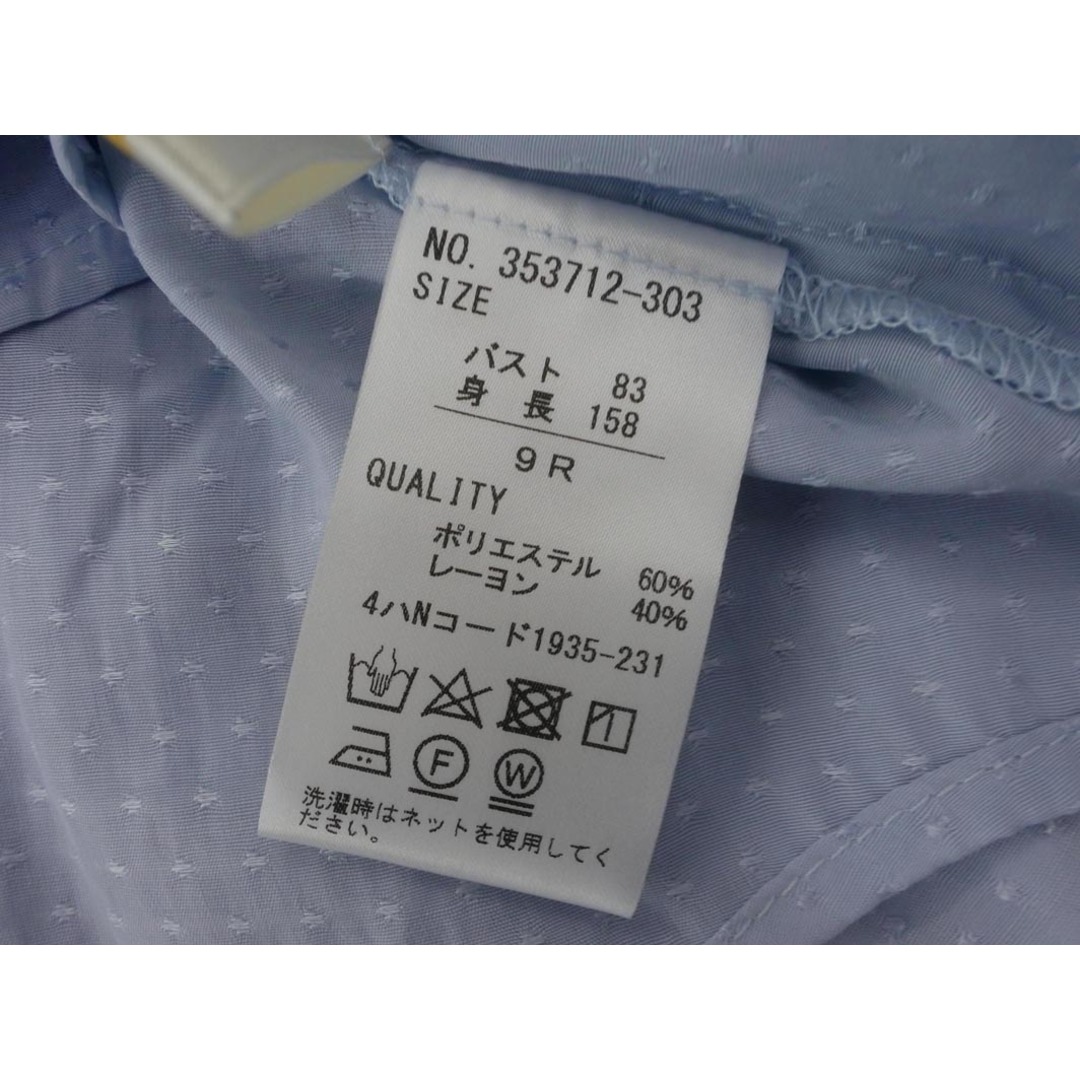 NO. 353712-303
SIZE
バスト 83
身長 158
9R
QUALITY
ポリエステル 60%
レーヨン 40%
4ハNコード1935-231
F W
洗濯時はネットを使用してく
ださい。